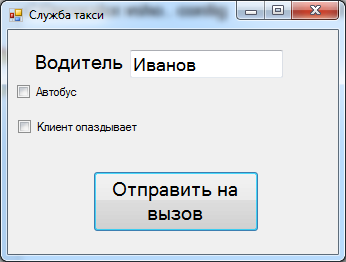 Служба такси
Водитель Иванов
Автобус
Клиент опаздывает
Отправить на
вызов